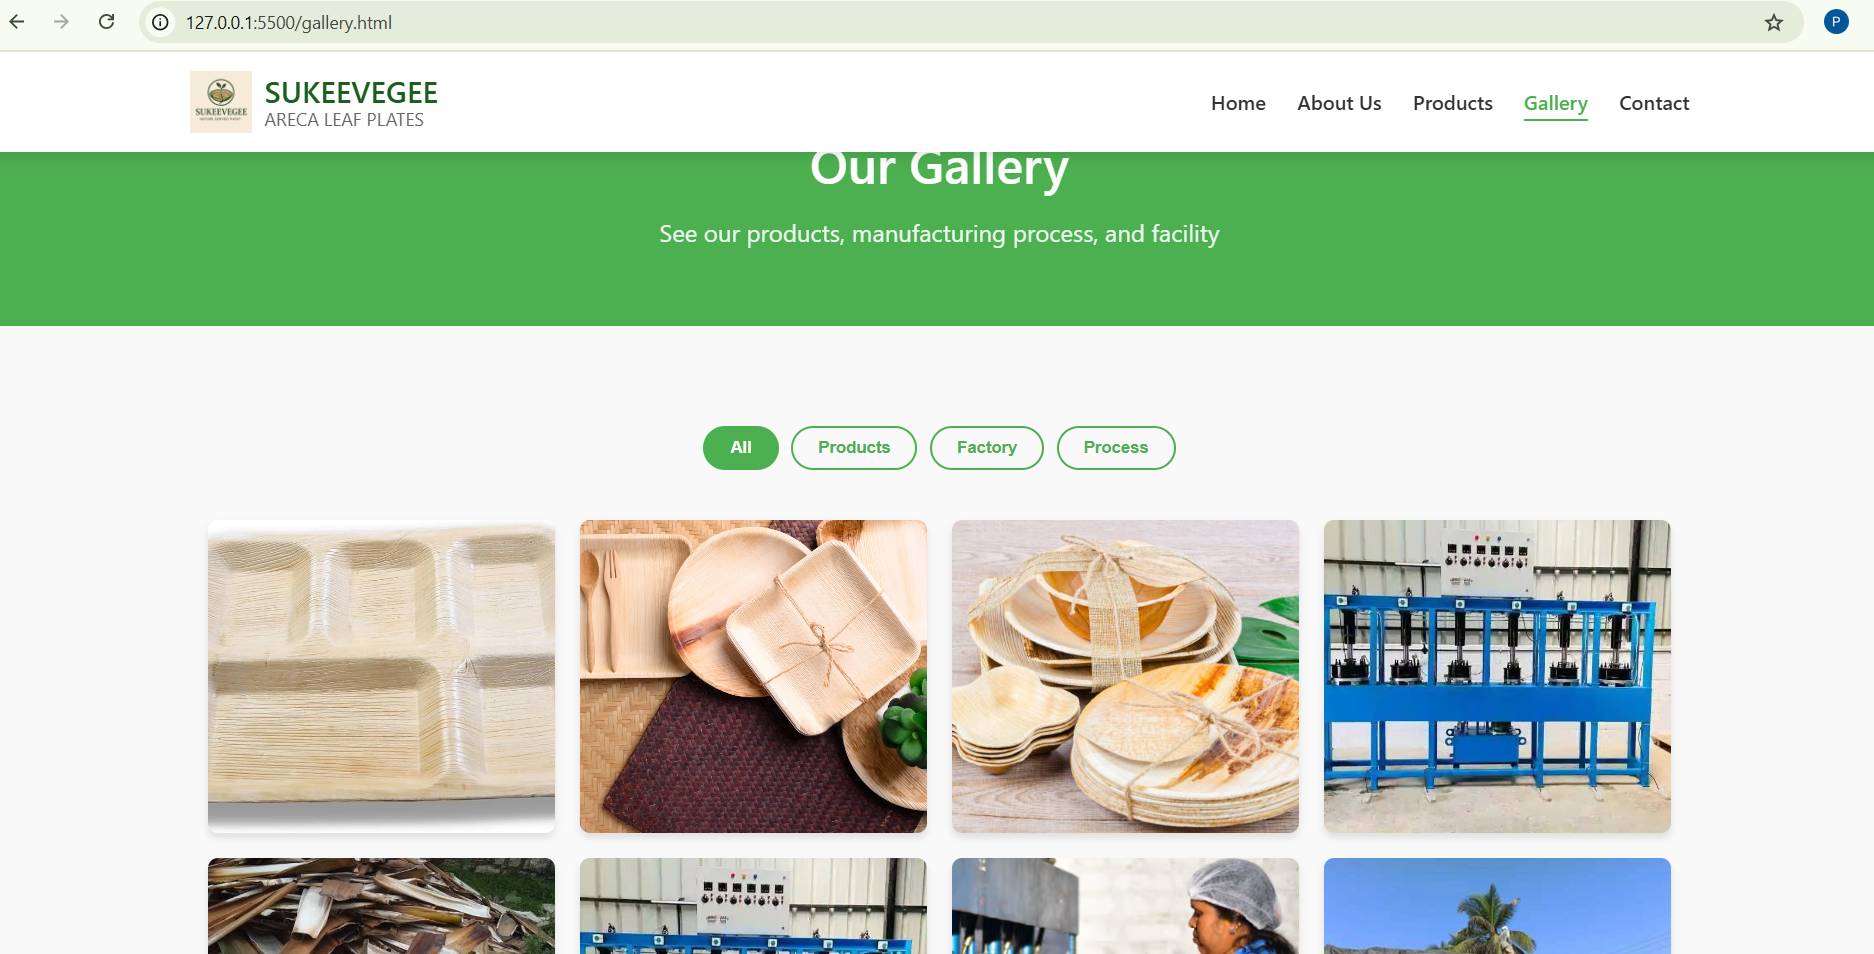 127.0.0.1:5500/gallery.html
P
SUKEEVEGEE
SUKEEVEGEE
ARECA LEAF PLATES
Home About Us Products Gallery Contact
Our Gallery
See our products, manufacturing process, and facility
All Products Factory Process